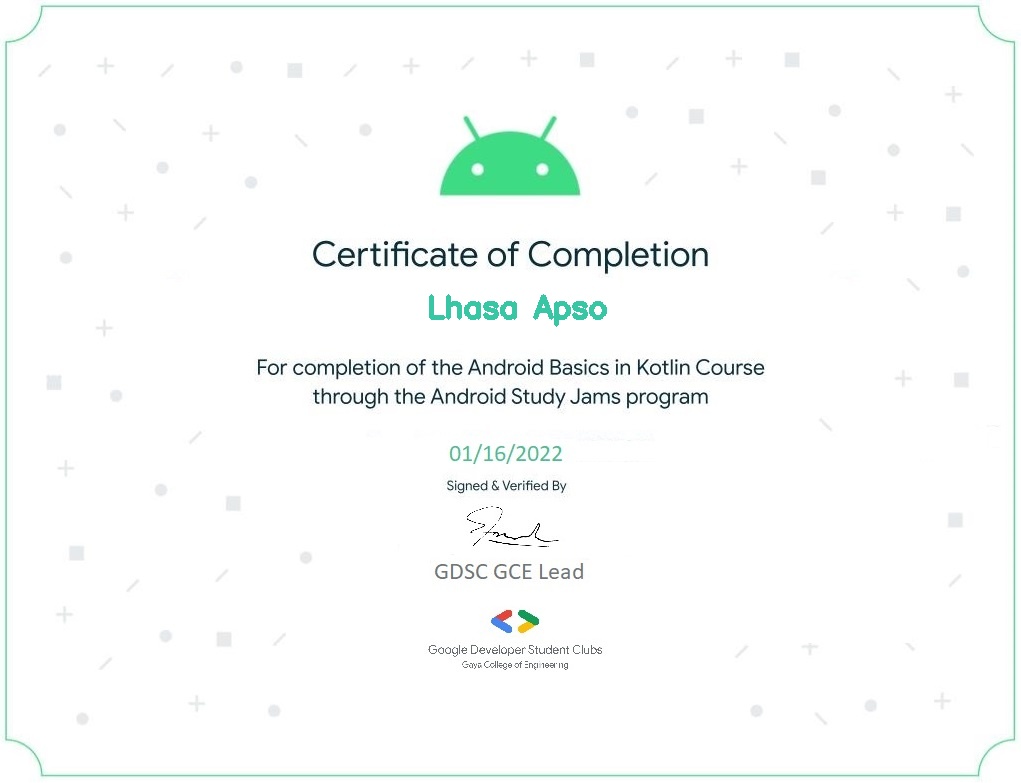 Certificate of Completion
Lhasa Apso
For completion of the Android Basics in Kotlin Course
through the Android Study Jams program
01/16/2022
Signed & Verified By
GDSC GCE Lead
Google Developer Student Clubs
Gaya College of Engineering